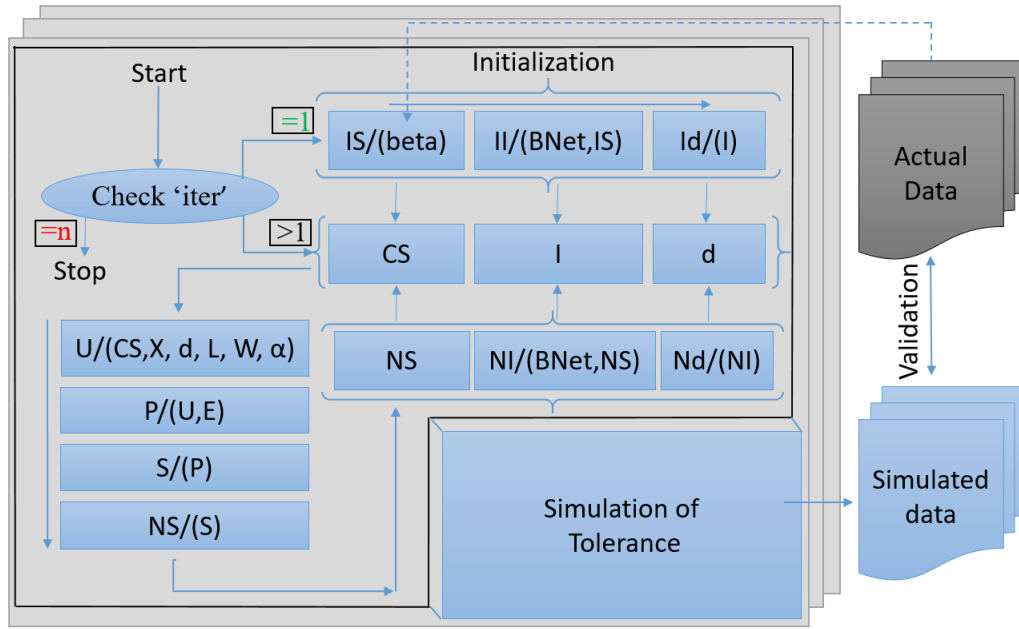 Start
Initialization
=1
IS/(beta)
II/(BNet,IS)
Id/(I)
Actual
Data
Check ‘iter’
=n
>1
Stop
CS
I
d
Validation
U/(CS,X, d, L, W, α)
NS
NI/(BNet,NS)
Nd/(NI)
P/(U,E)
S/(P)
NS/(S)
Simulation of
Tolerance
Simulated
data